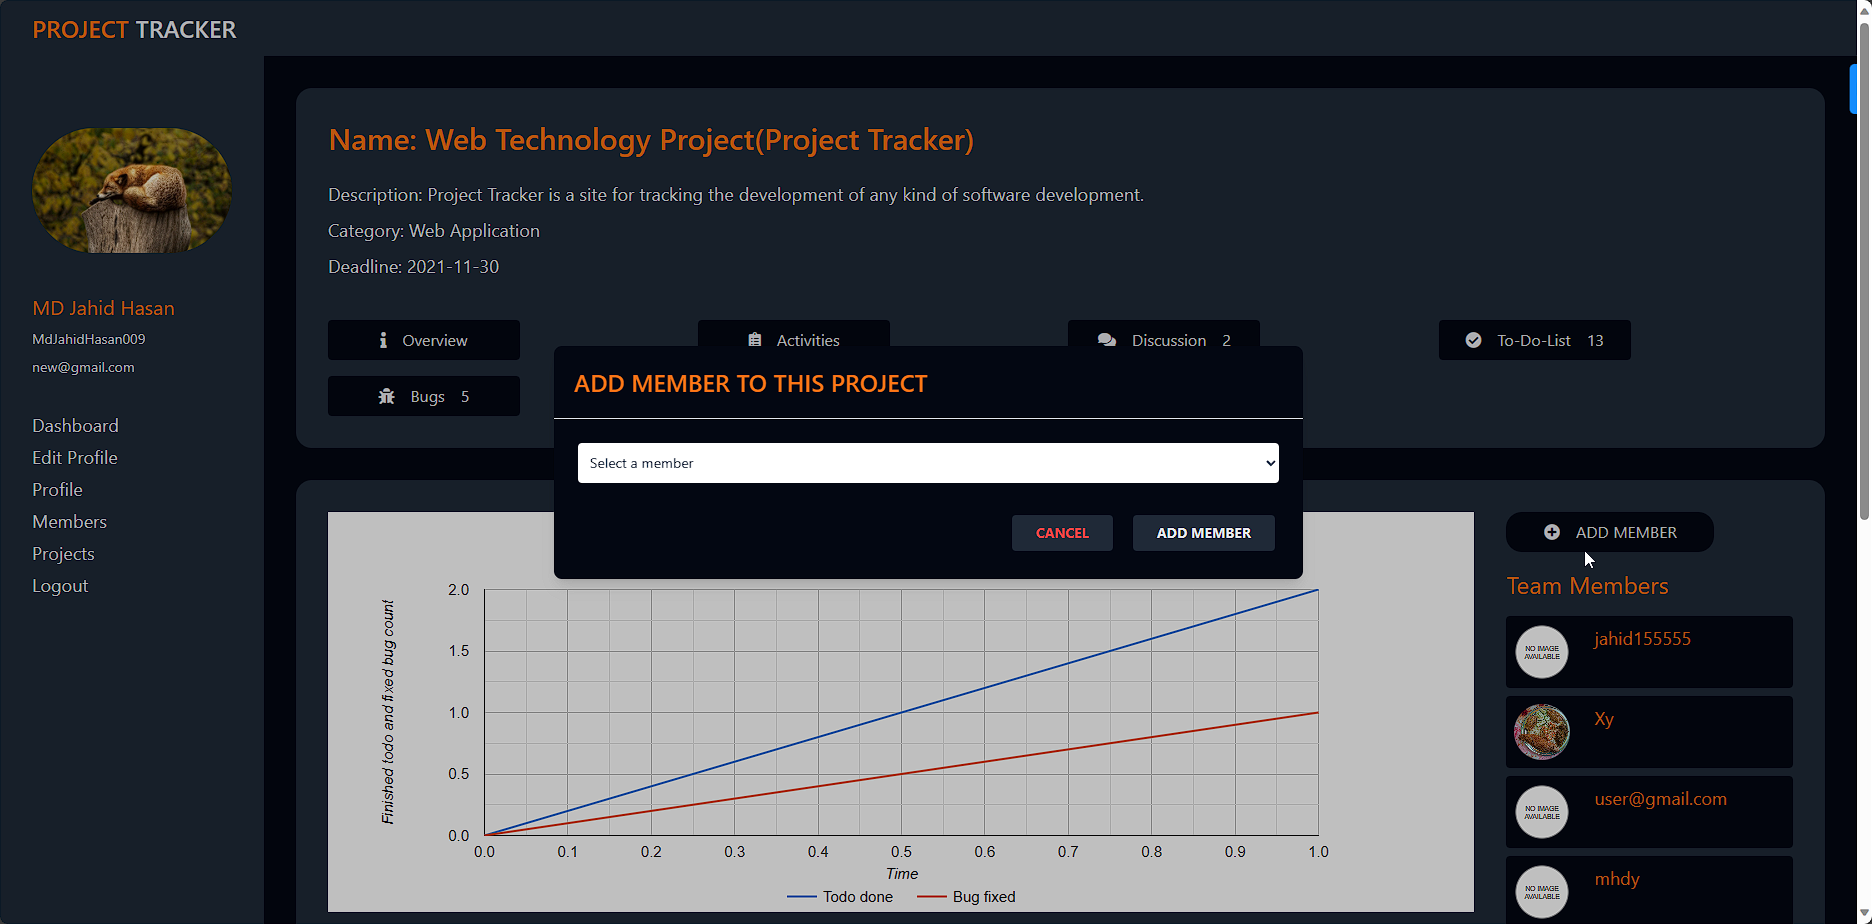 PROJECT TRACKER
MD Jahid Hasan
MdJahidHasan009
new@gmail.com
Dashboard
Edit Profile
Profile
Members
Projects
Logout
Name: Web Technology Project(Project Tracker)
Description: Project Tracker is a site for tracking the development of any kind of software development.
Category: Web Application
Deadline: 2021-11-30
Overview
Activities
Discussion 2
To-Do-List 13
Bugs 5
ADD MEMBER TO THIS PROJECT
Select a member
CANCEL
ADD MEMBER
Finished todo and fixed bug count
2.0
1.5
1.0
0.5
0.0
0.0 0.1 0.2 0.3 0.4 0.5 0.6 0.7 0.8 0.9 1.0
Time
Todo done
Bug fixed
ADD MEMBER
Team Members
NO IMAGE
AVAILABLE
jahid155555
Xy
NO IMAGE
AVAILABLE
user@gmail.com
NO IMAGE
AVAILABLE
mhdy